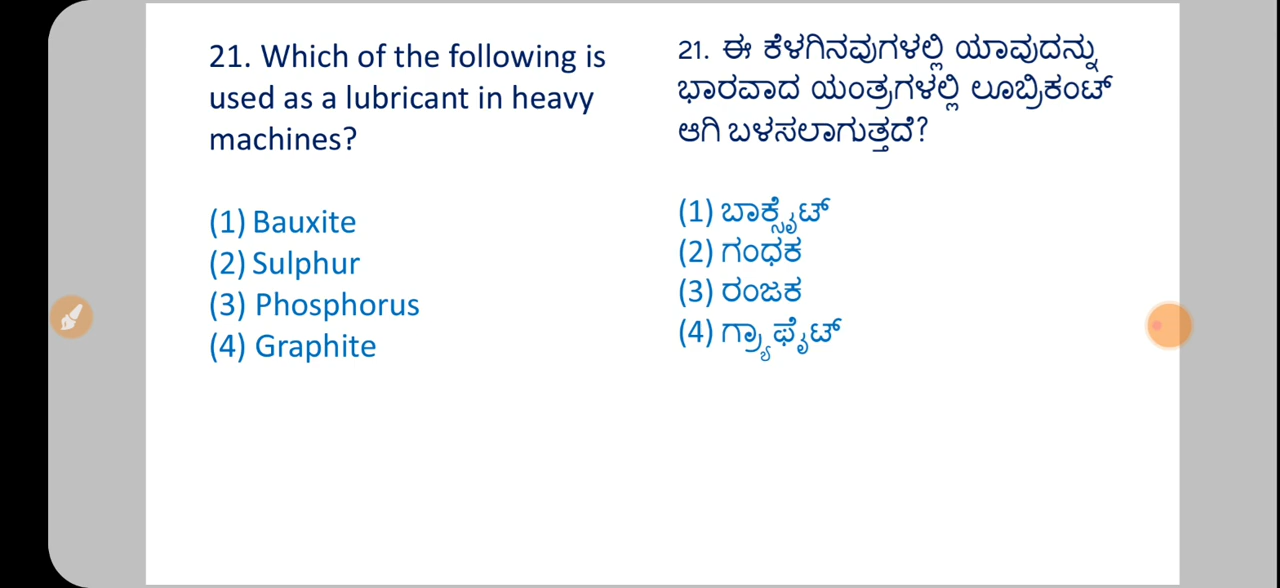 21. Which of the following is
used as a lubricant in heavy
machines?
(1) Bauxite
(2) Sulphur
(3) Phosphorus
(4) Graphite
21. ಈ ಕೆಳಗಿನವುಗಳಲ್ಲಿ ಯಾವುದನ್ನು
ಭಾರವಾದ ಯಂತ್ರಗಳಲ್ಲಿ ಲೂಬ್ರಿಕಂಟ್
ಆಗಿ ಬಳಸಲಾಗುತ್ತದೆ?
(1) ಬಾಕ್ಸೈಟ್
(2) ಗಂಧಕ
(3) ರಂಜಕ
(4) ಗ್ರ್ಯಾಫೈಟ್